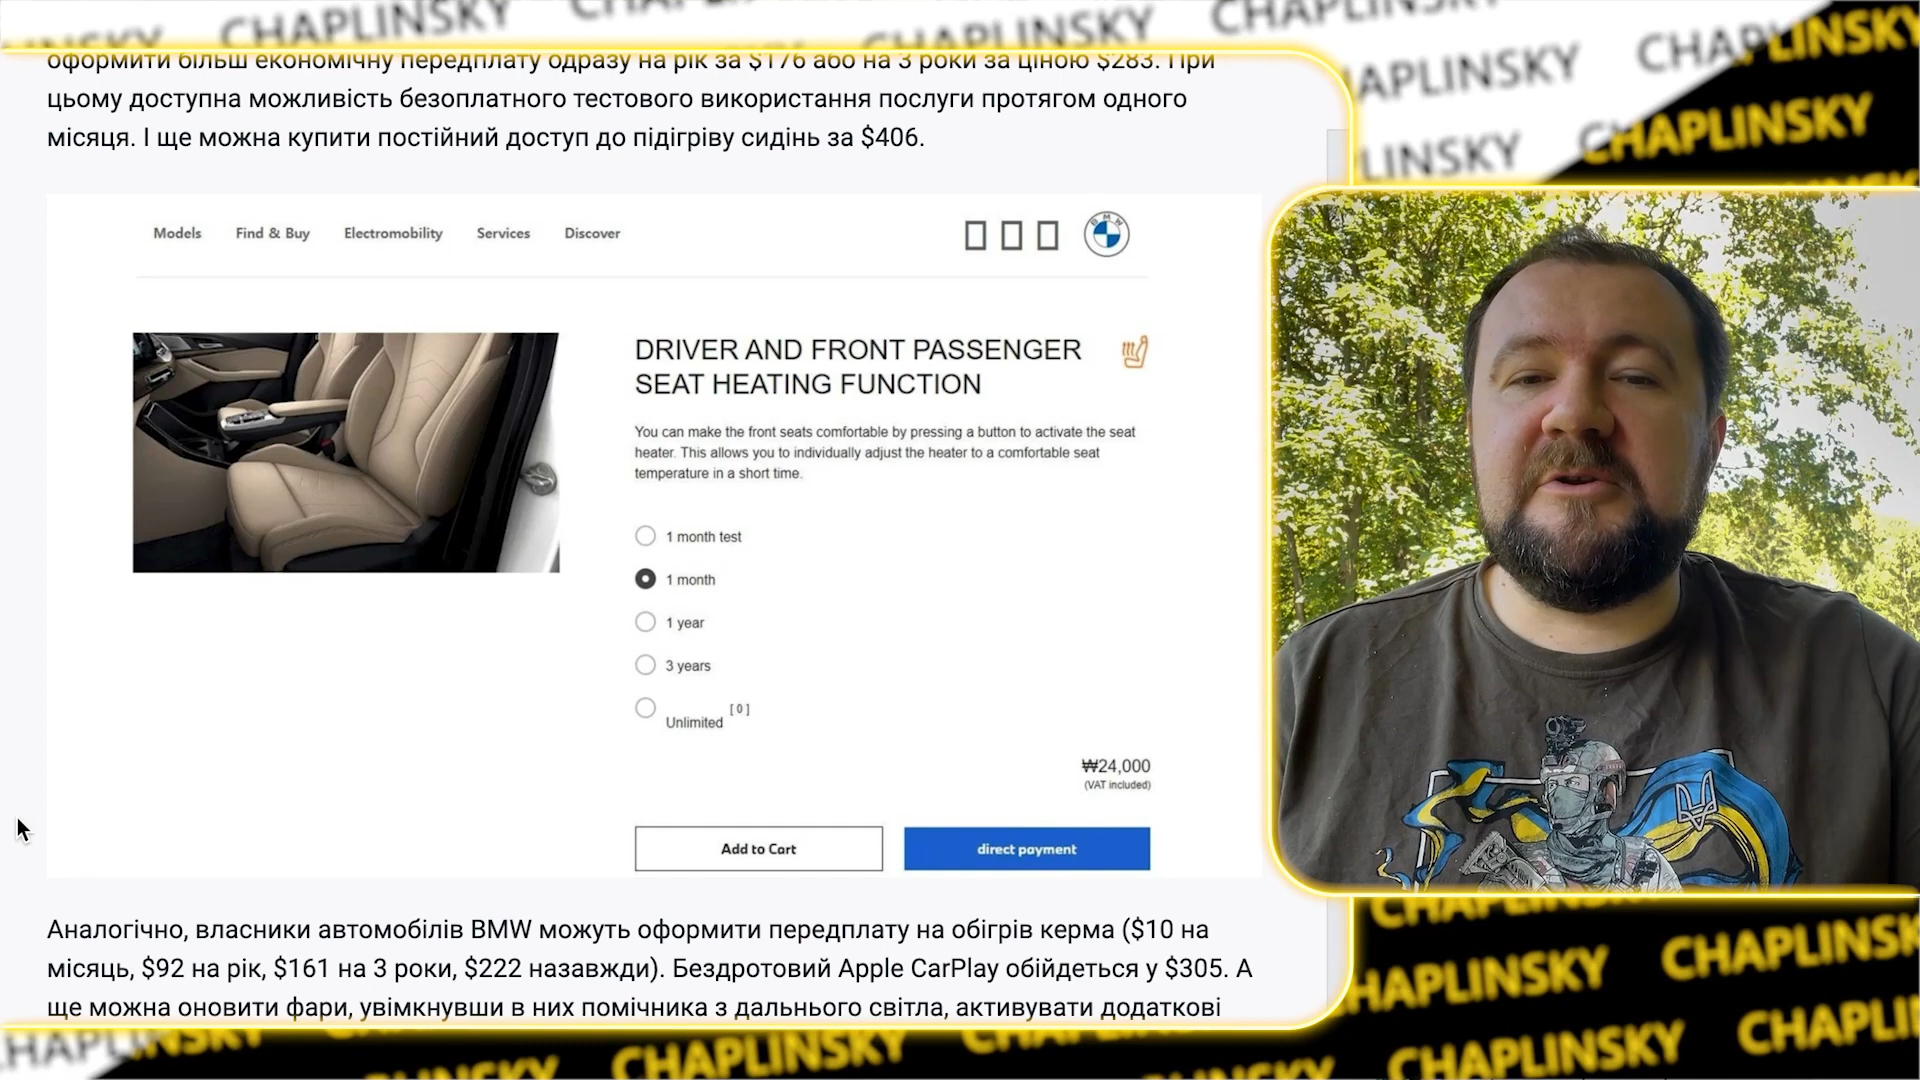 CHAPLINSKY
CHAPLINSKY
CHAPLINSKY
CHAPLINSKY
оформити більш економічну передплату одразу на рік за $176 або на 3 роки за ціною $283. При
цьому доступна можливість безоплатного тестового використання послуги протягом одного
місяця. І ще можна купити постійний доступ до підігріву сидінь за $406.
Models Find & Buy Electromobility Services Discover
BMW
DRIVER AND FRONT PASSENGER
SEAT HEATING FUNCTION
You can make the front seats comfortable by pressing a button to activate the seat
heater. This allows you to individually adjust the heater to a comfortable seat
temperature in a short time.
1 month test
1 month
1 year
3 years
Unlimited [ 0 ]
₩24,000
(VAT included)
Add to Cart direct payment
Аналогічно, власники автомобілів BMW можуть оформити передплату на обігрів керма ($10 на
місяць, $92 на рік, $161 на 3 роки, $222 назавжди). Бездротовий Apple CarPlay обійдеться у $305. А
ще можна оновити фари, увімкнувши в них помічника з дальнього світла, активувати додаткові
CHAPLINSKY
CHAPLINSKY
CHAPLINSKY